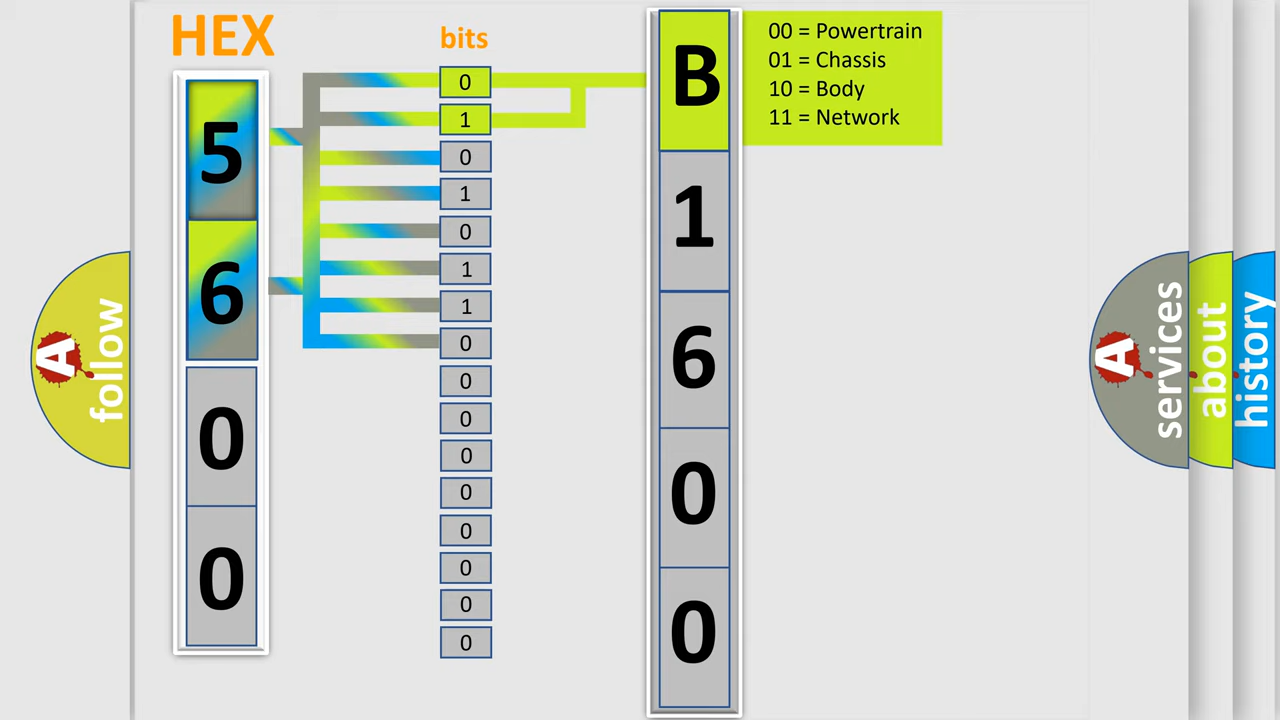 HEX
bits
5
6
0
0
0
1
0
1
0
1
1
0
0
0
0
0
0
0
0
0
B
1
6
0
0
00 = Powertrain
01 = Chassis
10 = Body
11 = Network
A
follow
A
services
about
history